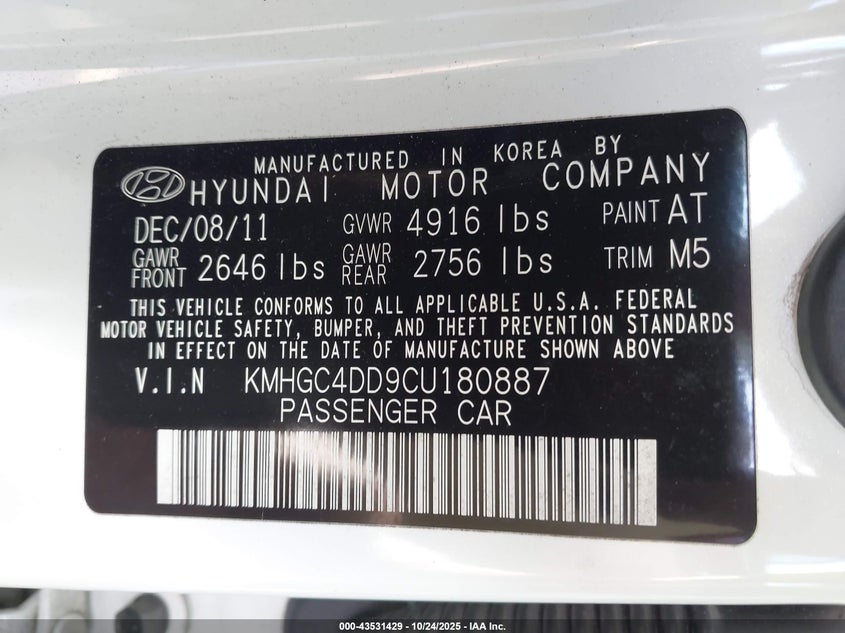 MANUFACTURED IN KOREA BY
HYUNDAI MOTOR COMPANY
DEC/08/11 GVWR 4916 lbs PAINT AT
GAWR FRONT 2646 lbs GAWR REAR 2756 lbs TRIM M5
THIS VEHICLE CONFORMS TO ALL APPLICABLE U.S.A. FEDERAL
MOTOR VEHICLE SAFETY, BUMPER, AND THEFT PREVENTION STANDARDS
IN EFFECT ON THE DATE OF MANUFACTURE SHOWN ABOVE
V.I.N KMHGC4DD9CU180887
PASSENGER CAR
000-43531429 - 10/24/2025 - IAA Inc.